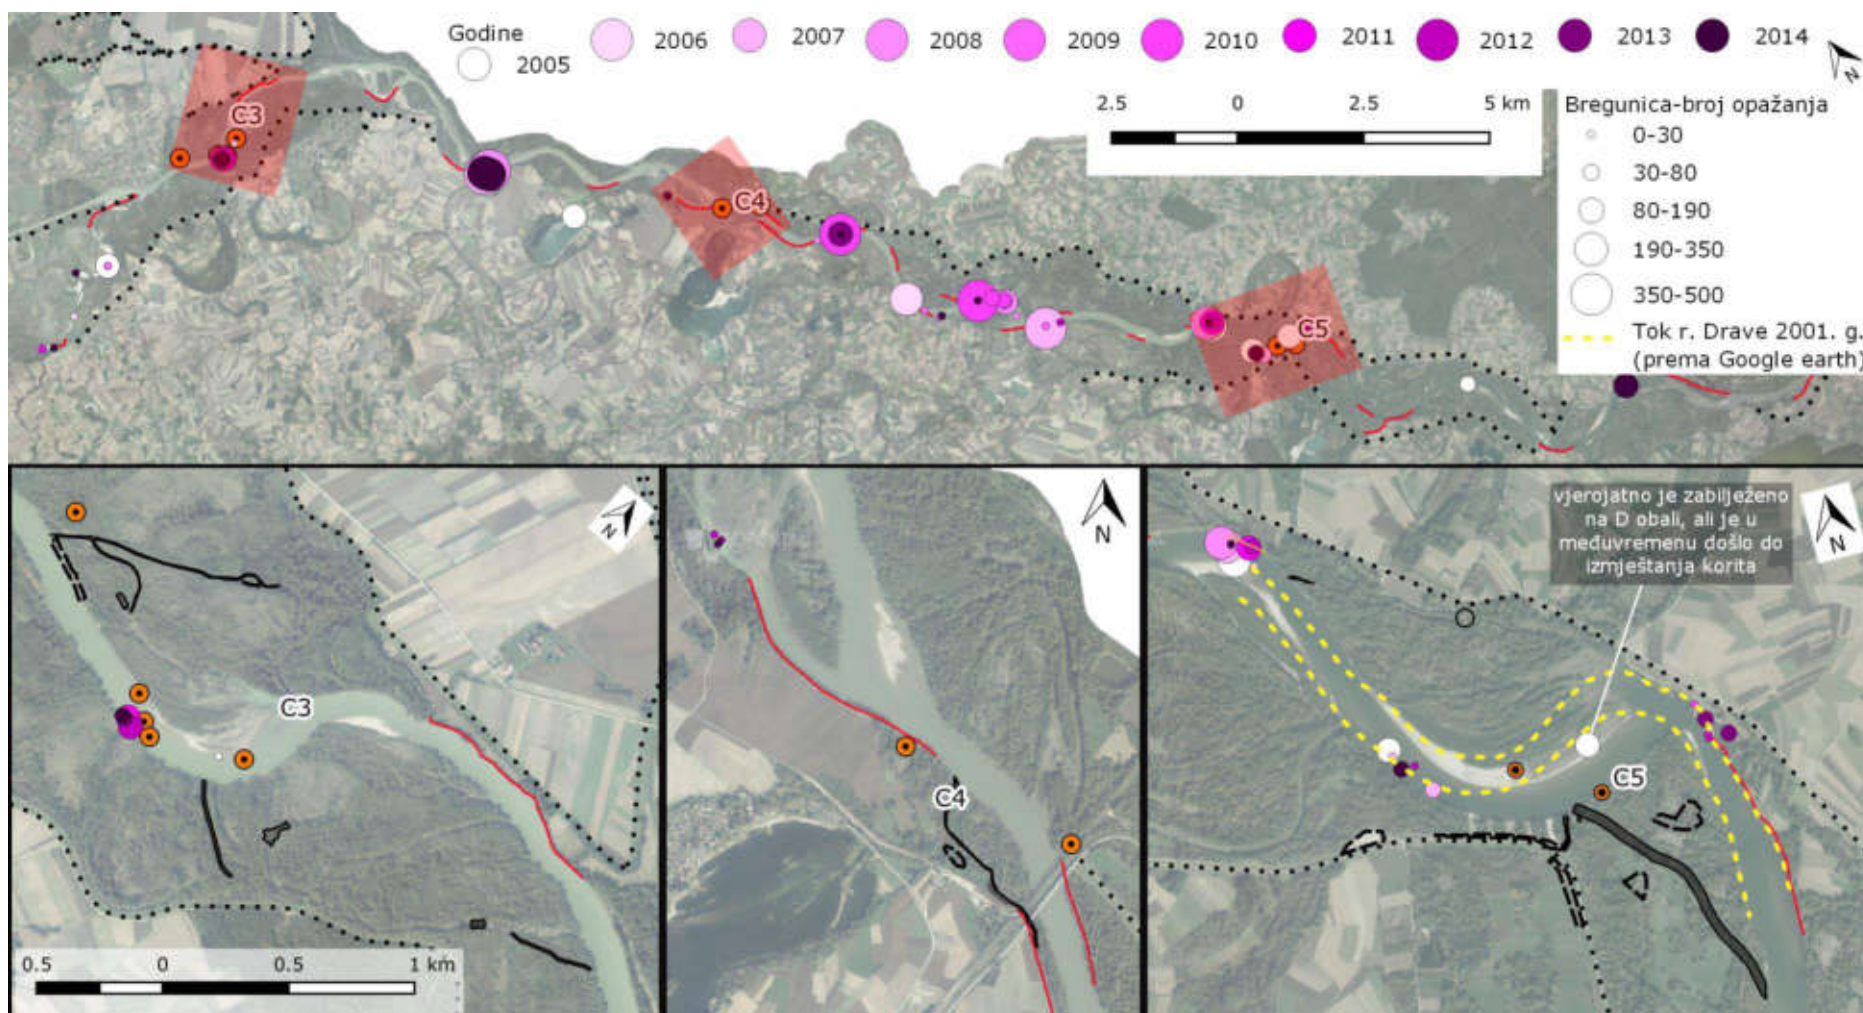 Godine
2005
2006
2007
2008
2009
2010
2011
2012
2013
2014
N
2.5 0 2.5 5 km
Bregunica-broj opažanja
0-30
30-80
80-190
190-350
350-500
Tok r. Drave 2001. g.
(prema Google earth)
C3
C4
C5
N
C3
0.5 0 0.5 1 km
N
C4
vjerojatno je zabilježeno
na D obali, ali je u
međuvremenu došlo do
izmještanja korita
N
C5